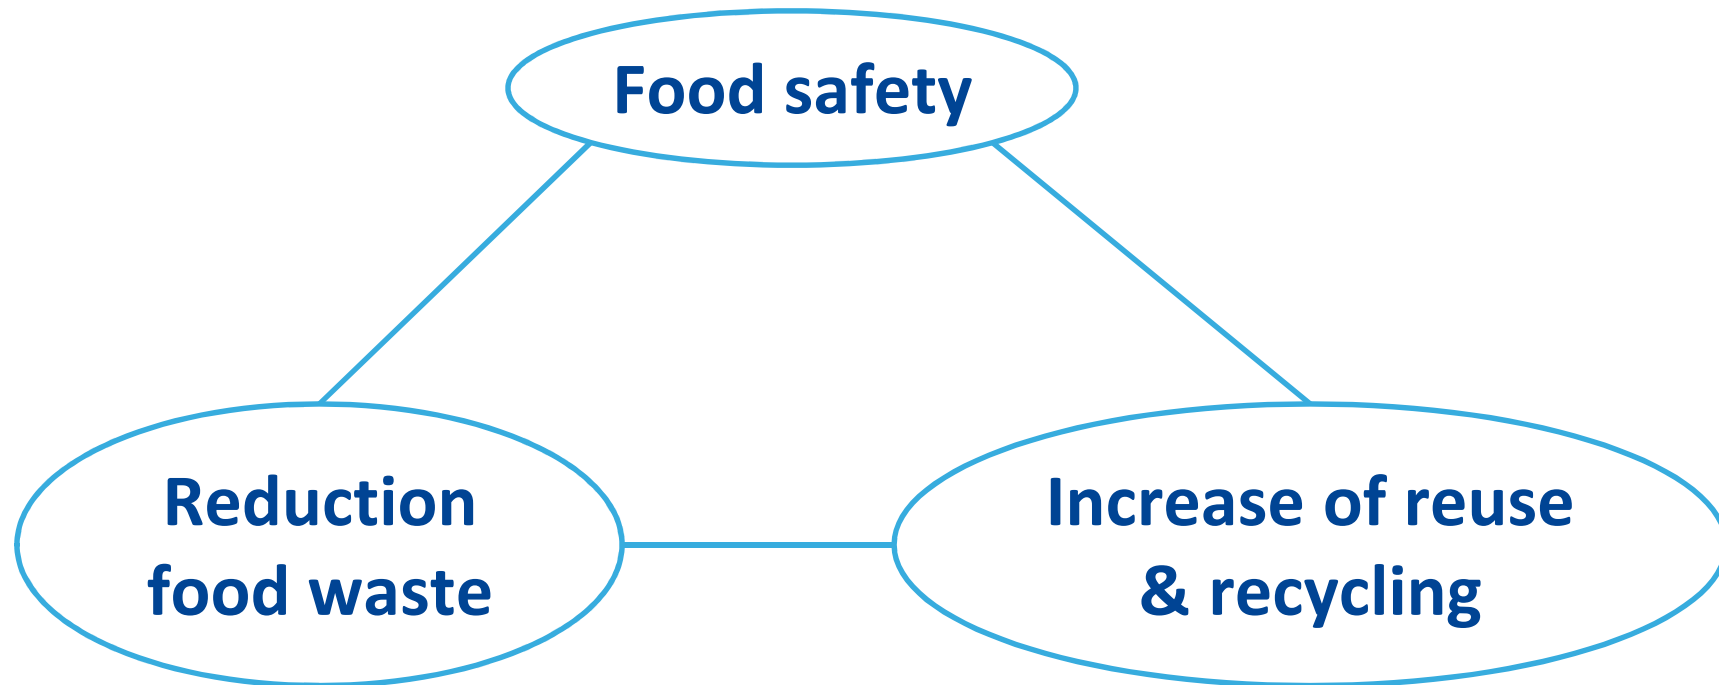 Food safety
Reduction
food waste
Increase of reuse
& recycling